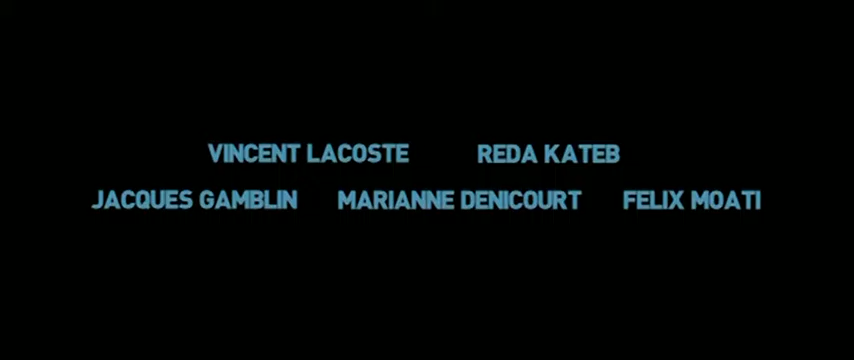 VINCENT LACOSTE REDA KATEB
JACQUES GAMBLIN MARIANNE DENICOURT FELIX MOATI